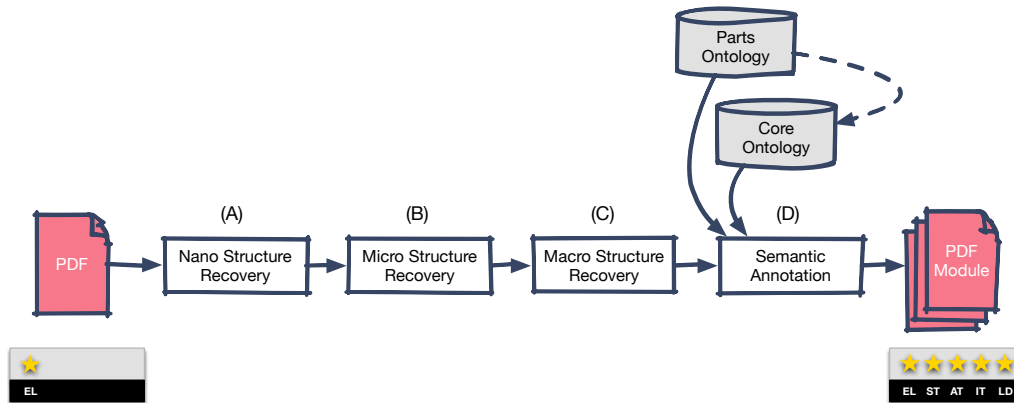 Parts
Ontology
Core
Ontology
(A)
(B)
(C)
(D)
PDF
Nano Structure
Recovery
Micro Structure
Recovery
Macro Structure
Recovery
Semantic
Annotation
PDF
Module
EL
EL ST AT IT LD